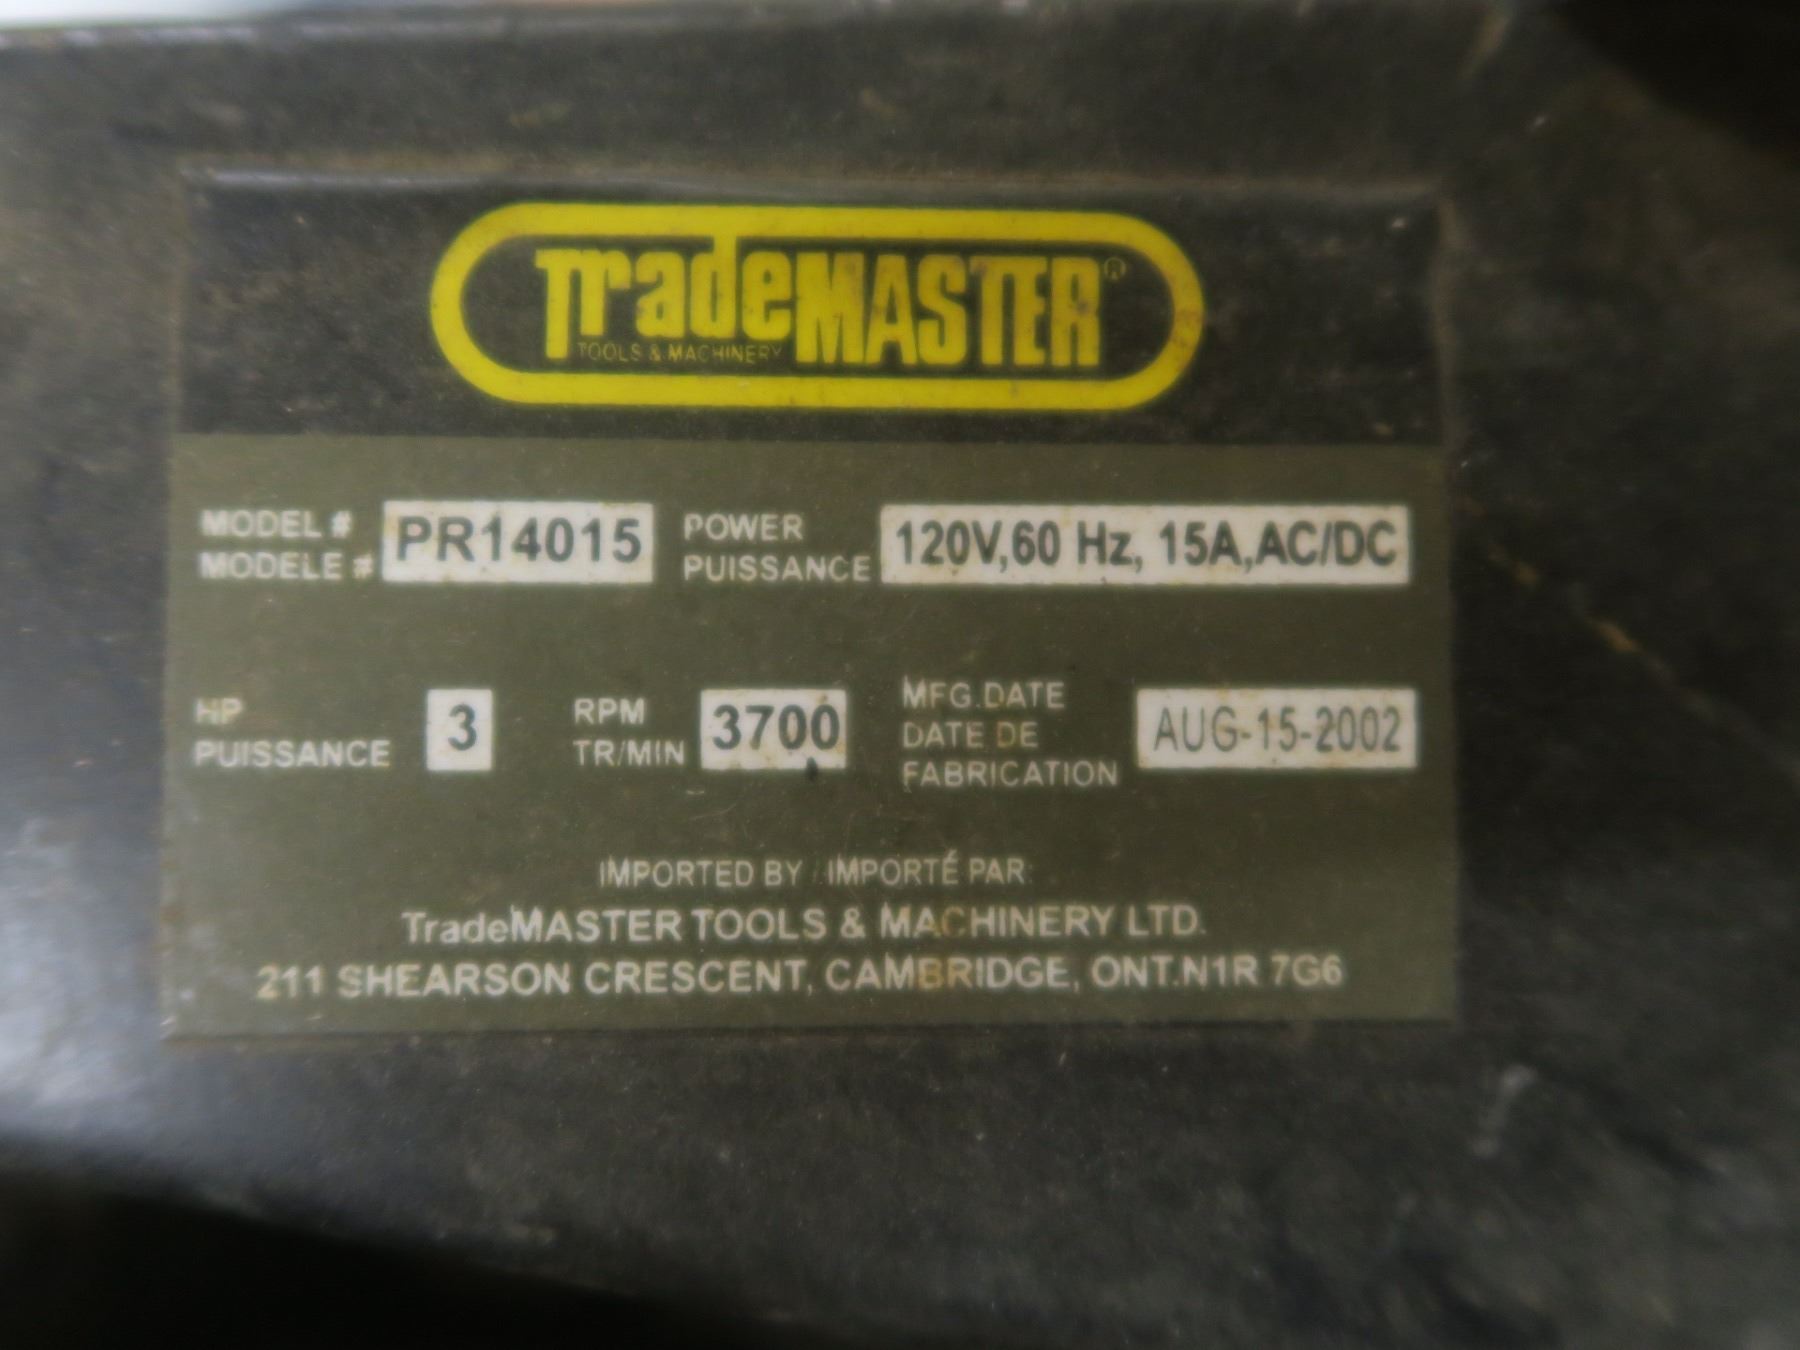 TradeMASTER®
TOOLS & MACHINERY
MODEL # PR14015 POWER 120V,60 Hz, 15A,AC/DC
MODELE # PUISSANCE
HP 3 RPM 3700 MFG.DATE AUG-15-2002
PUISSANCE TR/MIN DATE DE
FABRICATION
IMPORTED BY / IMPORTÉ PAR:
TradeMASTER TOOLS & MACHINERY LTD.
211 SHEARSON CRESCENT, CAMBRIDGE, ONT.N1R 7G6